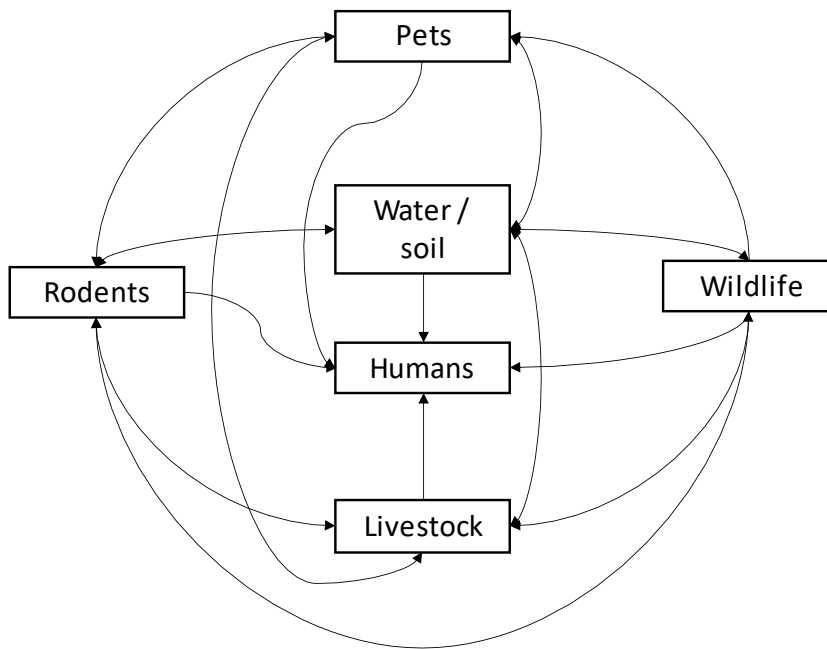 Pets
Water /
soil
Rodents
Wildlife
Humans
Livestock